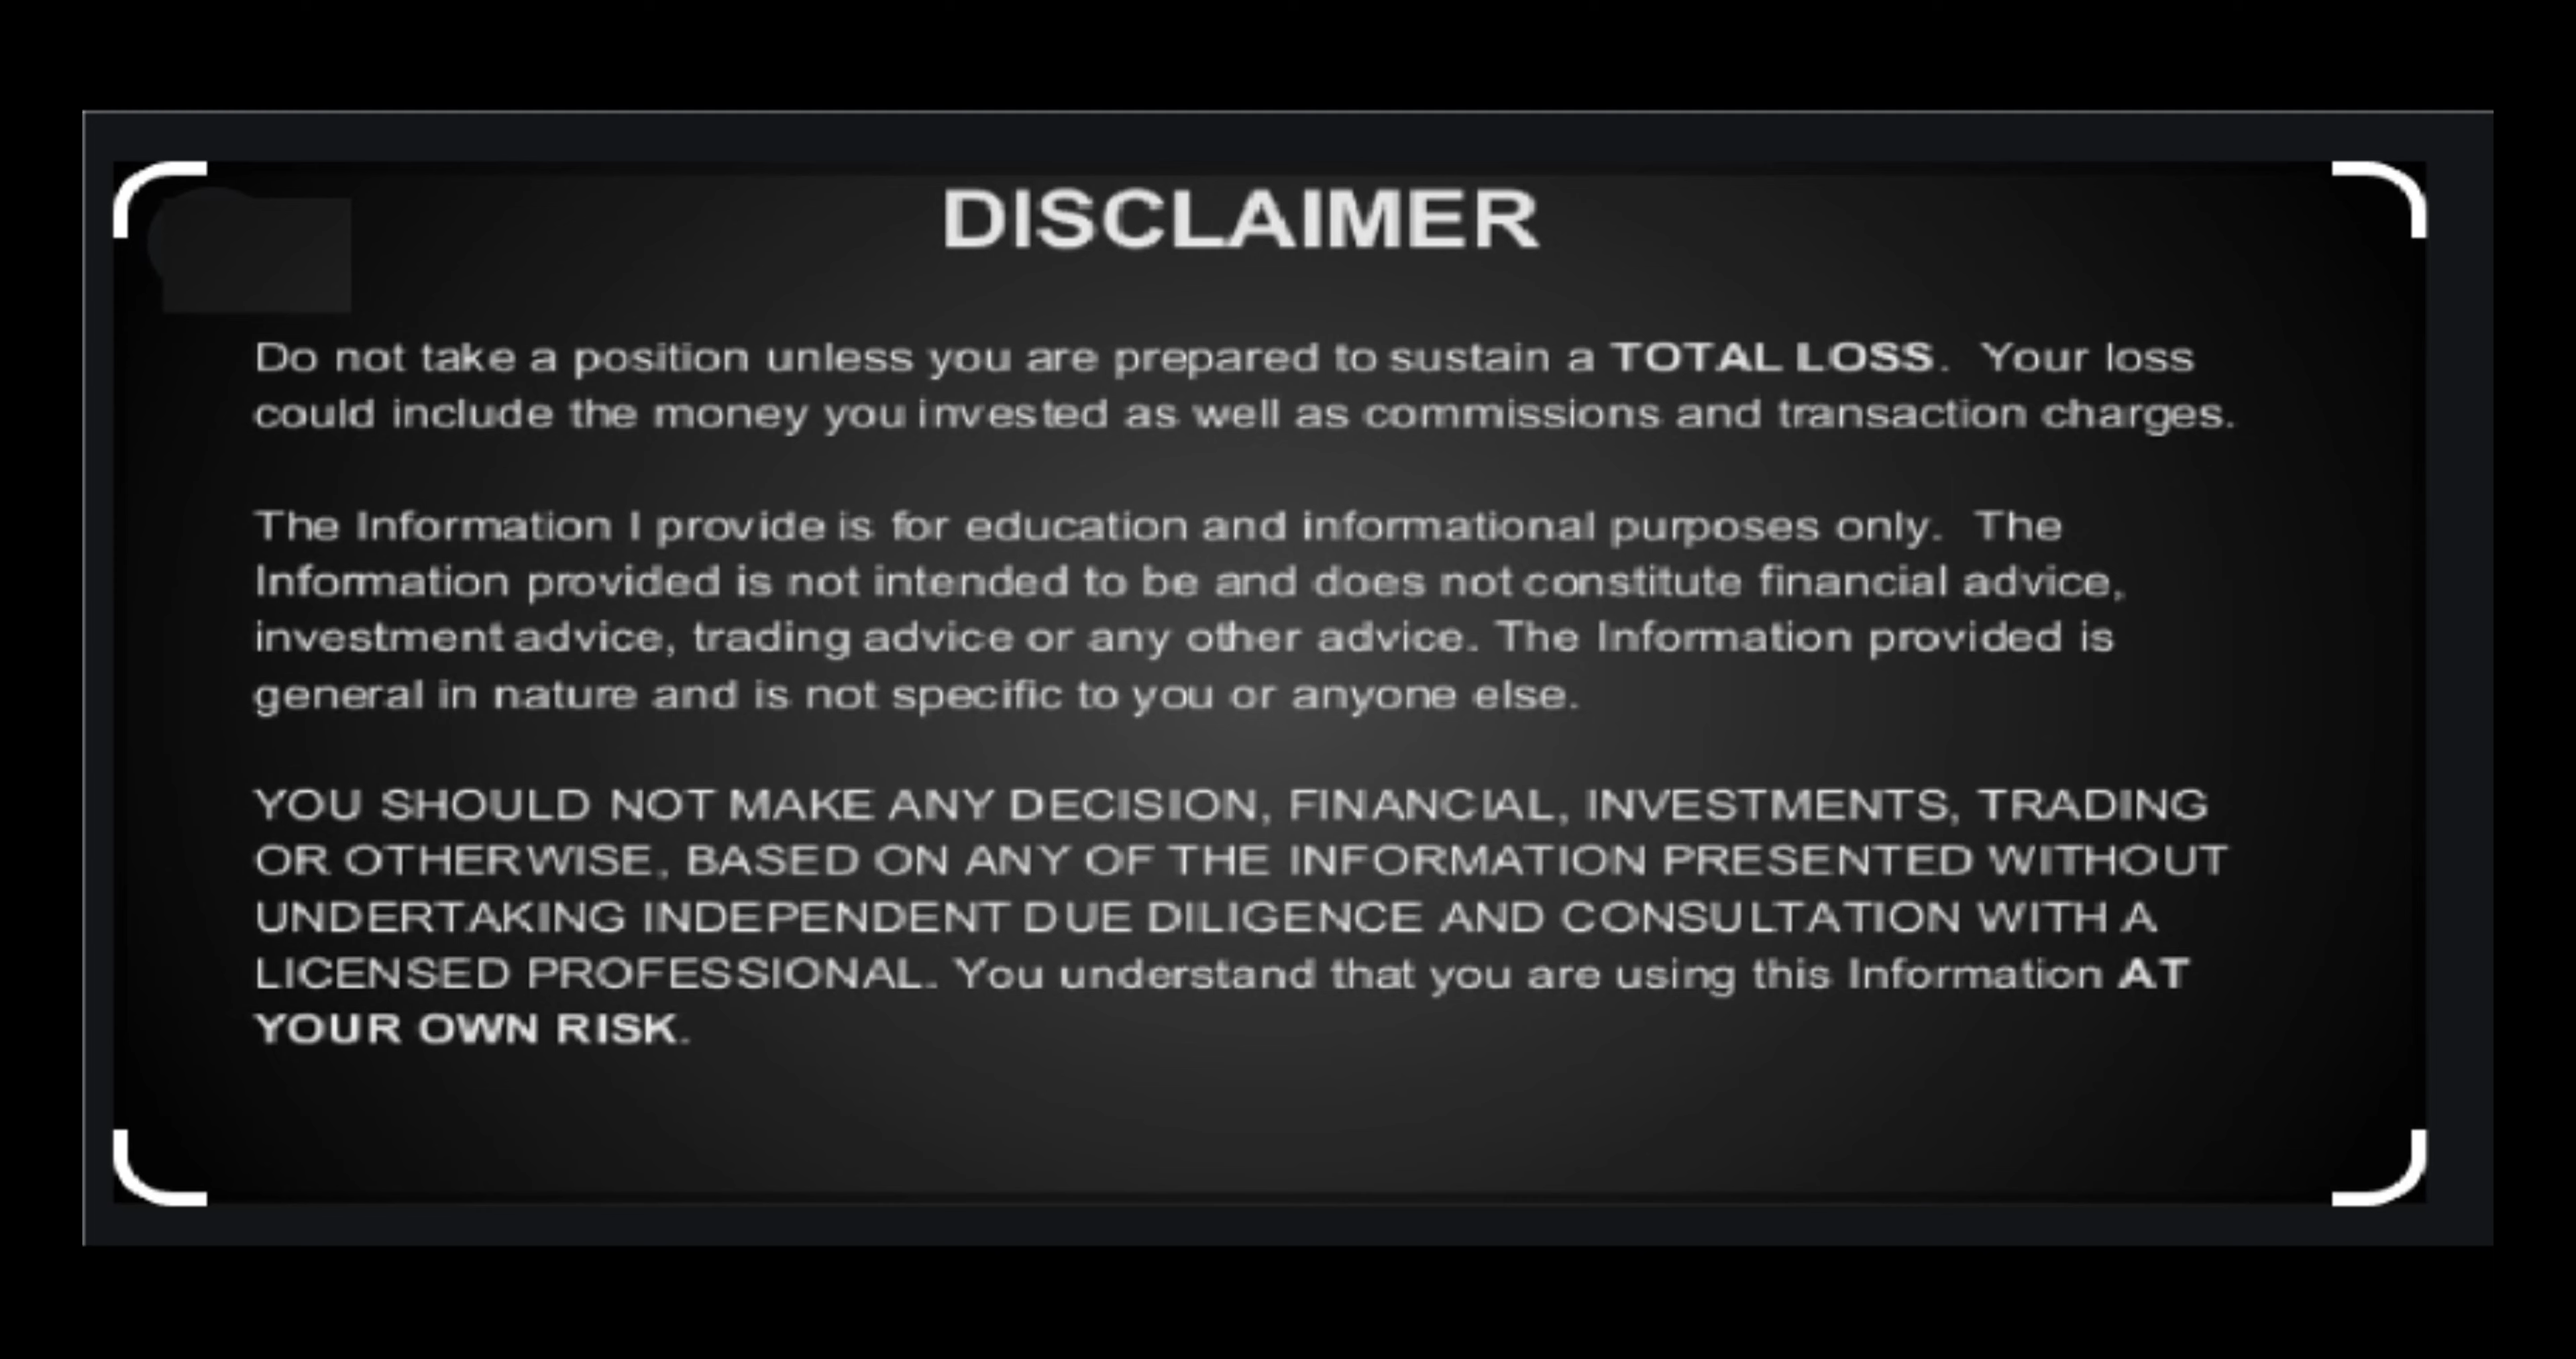 DISCLAIMER
Do not take a position unless you are prepared to sustain a TOTAL LOSS.  Your loss
could include the money you invested as well as commissions and transaction charges.
The Information I provide is for education and informational purposes only.  The
Information provided is not intended to be and does not constitute financial advice,
investment advice, trading advice or any other advice. The Information provided is
general in nature and is not specific to you or anyone else.
YOU SHOULD NOT MAKE ANY DECISION, FINANCIAL, INVESTMENTS, TRADING
OR OTHERWISE, BASED ON ANY OF THE INFORMATION PRESENTED WITHOUT
UNDERTAKING INDEPENDENT DUE DILIGENCE AND CONSULTATION WITH A
LICENSED PROFESSIONAL. You understand that you are using this Information AT
YOUR OWN RISK.